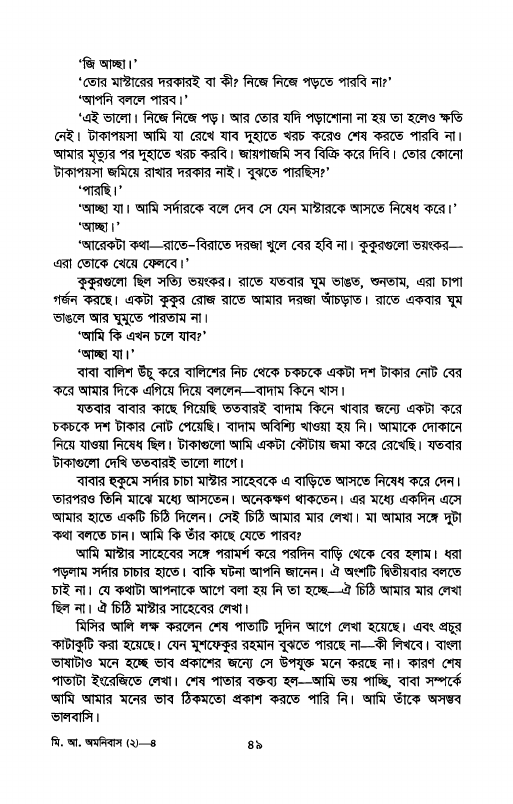 ‘জি আচ্ছা।’
‘তোর মাস্টারের দরকারই বা কী? নিজে নিজে পড়তে পারবি না?’
‘আপনি বললে পারব।’
‘এই ভালো। নিজে নিজে পড়। আর তোর যদি পড়াশোনা না হয় তা হলেও ক্ষতি
নেই। টাকাপয়সা আমি যা রেখে যাব দুহাতে খরচ করেও শেষ করতে পারবি না।
আমার মৃত্যুর পর দুহাতে খরচ করবি। জায়গাজমি সব বিক্রি করে দিবি। তোর কোনো
টাকাপয়সা জমিয়ে রাখার দরকার নাই। বুঝতে পারছিস?’
‘পারছি।’
‘আচ্ছা যা। আমি সর্দারকে বলে দেব সে যেন মাস্টারকে আসতে নিষেধ করে।’
‘আচ্ছা।’
‘আরেকটা কথা—রাতে-বিরাতে দরজা খুলে বের হবি না। কুকুরগুলো ভয়ংকর—
এরা তোকে খেয়ে ফেলবে।’
কুকুরগুলো ছিল সত্যি ভয়ংকর। রাতে যতবার ঘুম ভাঙত, শুনতাম, এরা চাপা
গর্জন করছে। একটা কুকুর রোজ রাতে আমার দরজা আঁচড়াত। রাতে একবার ঘুম
ভাঙলে আর ঘুমুতে পারতাম না।
‘আমি কি এখন চলে যাব?’
‘আচ্ছা যা।’
বাবা বালিশ উঁচু করে বালিশের নিচ থেকে চকচকে একটা দশ টাকার নোট বের
করে আমার দিকে এগিয়ে দিয়ে বললেন—বাদাম কিনে খাস।
যতবার বাবার কাছে গিয়েছি ততবারই বাদাম কিনে খাবার জন্যে একটা করে
চকচকে দশ টাকার নোট পেয়েছি। বাদাম অবিশ্যি খাওয়া হয় নি। আমাকে দোকানে
নিয়ে যাওয়া নিষেধ ছিল। টাকাগুলো আমি একটা কৌটায় জমা করে রেখেছি। যতবার
টাকাগুলো দেখি ততবারই ভালো লাগে।
বাবার হুকুমে সর্দার চাচা মাস্টার সাহেবকে এ বাড়িতে আসতে নিষেধ করে দেন।
তারপরও তিনি মাঝে মধ্যে আসতেন। অনেকক্ষণ থাকতেন। এর মধ্যে একদিন এসে
আমার হাতে একটি চিঠি দিলেন। সেই চিঠি আমার মার লেখা। মা আমার সঙ্গে দুটা
কথা বলতে চান। আমি কি তাঁর কাছে যেতে পারব?
আমি মাস্টার সাহেবের সঙ্গে পরামর্শ করে পরদিন বাড়ি থেকে বের হলাম। ধরা
পড়লাম সর্দার চাচার হাতে। বাকি ঘটনা আপনি জানেন। ঐ অংশটি দ্বিতীয়বার বলতে
চাই না। যে কথাটা আপনাকে আগে বলা হয় নি তা হচ্ছে—ঐ চিঠি আমার মার লেখা
ছিল না। ঐ চিঠি মাস্টার সাহেবের লেখা।
মিসির আলি লক্ষ করলেন শেষ পাতাটি দুদিন আগে লেখা হয়েছে। এবং প্রচুর
কাটাকুটি করা হয়েছে। যেন মুশফেকুর রহমান বুঝতে পারছে না—কী লিখবে। বাংলা
ভাষাটাও মনে হচ্ছে ভাব প্রকাশের জন্যে সে উপযুক্ত মনে করছে না। কারণ শেষ
পাতাটা ইংরেজিতে লেখা। শেষ পাতার বক্তব্য হল—আমি ভয় পাচ্ছি, বাবা সম্পর্কে
আমি আমার মনের ভাব ঠিকমতো প্রকাশ করতে পারি নি। আমি তাঁকে অসম্ভব
ভালবাসি।
মি. আ. অমনিবাস (২)—৪
৪৯